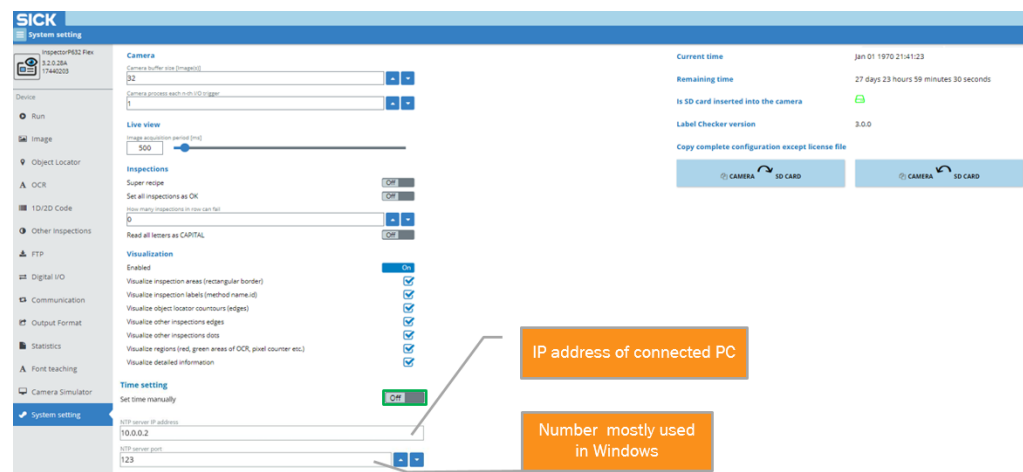 SICK
System setting
InspectorP632 Flex
3.2.0.28A
17440203
Device
Run
Image
Object Locator
OCR
1D/2D Code
Other Inspections
FTP
Digital I/O
Communication
Output Format
Statistics
Font teaching
Camera Simulator
System setting
Camera
Camera buffer size [image(s)]
32
Camera process each n-th I/O trigger
1
Live view
Image acquisition period [ms]
500
Inspections
Super recipe
Off
Set all inspections as OK
Off
How many inspections in row can fail
0
Read all letters as CAPITAL
Off
Visualization
Enabled
On
Visualize inspection areas (rectangular border)
Visualize inspection labels (method name.id)
Visualize object locator countours (edges)
Visualize other inspections edges
Visualize other inspections dots
Visualize regions (red, green areas of OCR, pixel counter etc.)
Visualize detailed information
Time setting
Set time manually
Off
NTP server IP address
10.0.0.2
NTP server port
123
Current time
Jan 01 1970 21:41:23
Remaining time
27 days 23 hours 59 minutes 30 seconds
Is SD card inserted into the camera
Label Checker version
3.0.0
Copy complete configuration except license file
CAMERA SD CARD
CAMERA SD CARD
IP address of connected PC
Number mostly used
in Windows